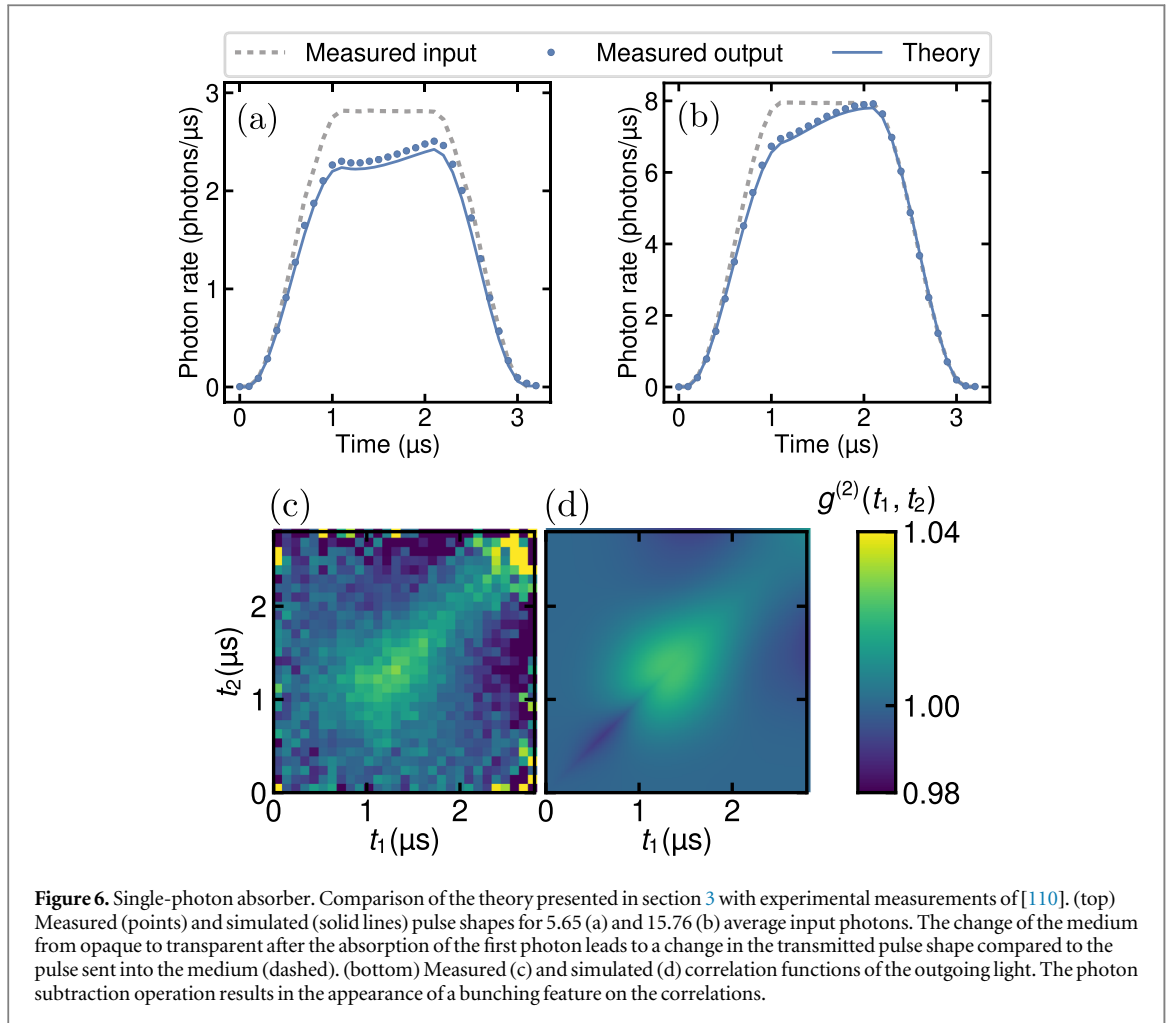 Measured input Measured output Theory
(a)
Photon rate (photons/µs)
3
2
1
0
0 1 2 3
Time (µs)
(b)
Photon rate (photons/µs)
8
6
4
2
0
0 1 2 3
Time (µs)
(c)
t₂(µs)
2
1
0
0 1 2
t₁(µs)
(d)
0 1 2
t₁(µs)
g⁽²⁾(t₁, t₂)
1.04
1.00
0.98
Figure 6. Single-photon absorber. Comparison of the theory presented in section 3 with experimental measurements of [110]. (top)
Measured (points) and simulated (solid lines) pulse shapes for 5.65 (a) and 15.76 (b) average input photons. The change of the medium
from opaque to transparent after the absorption of the first photon leads to a change in the transmitted pulse shape compared to the
pulse sent into the medium (dashed). (bottom) Measured (c) and simulated (d) correlation functions of the outgoing light. The photon
subtraction operation results in the appearance of a bunching feature on the correlations.